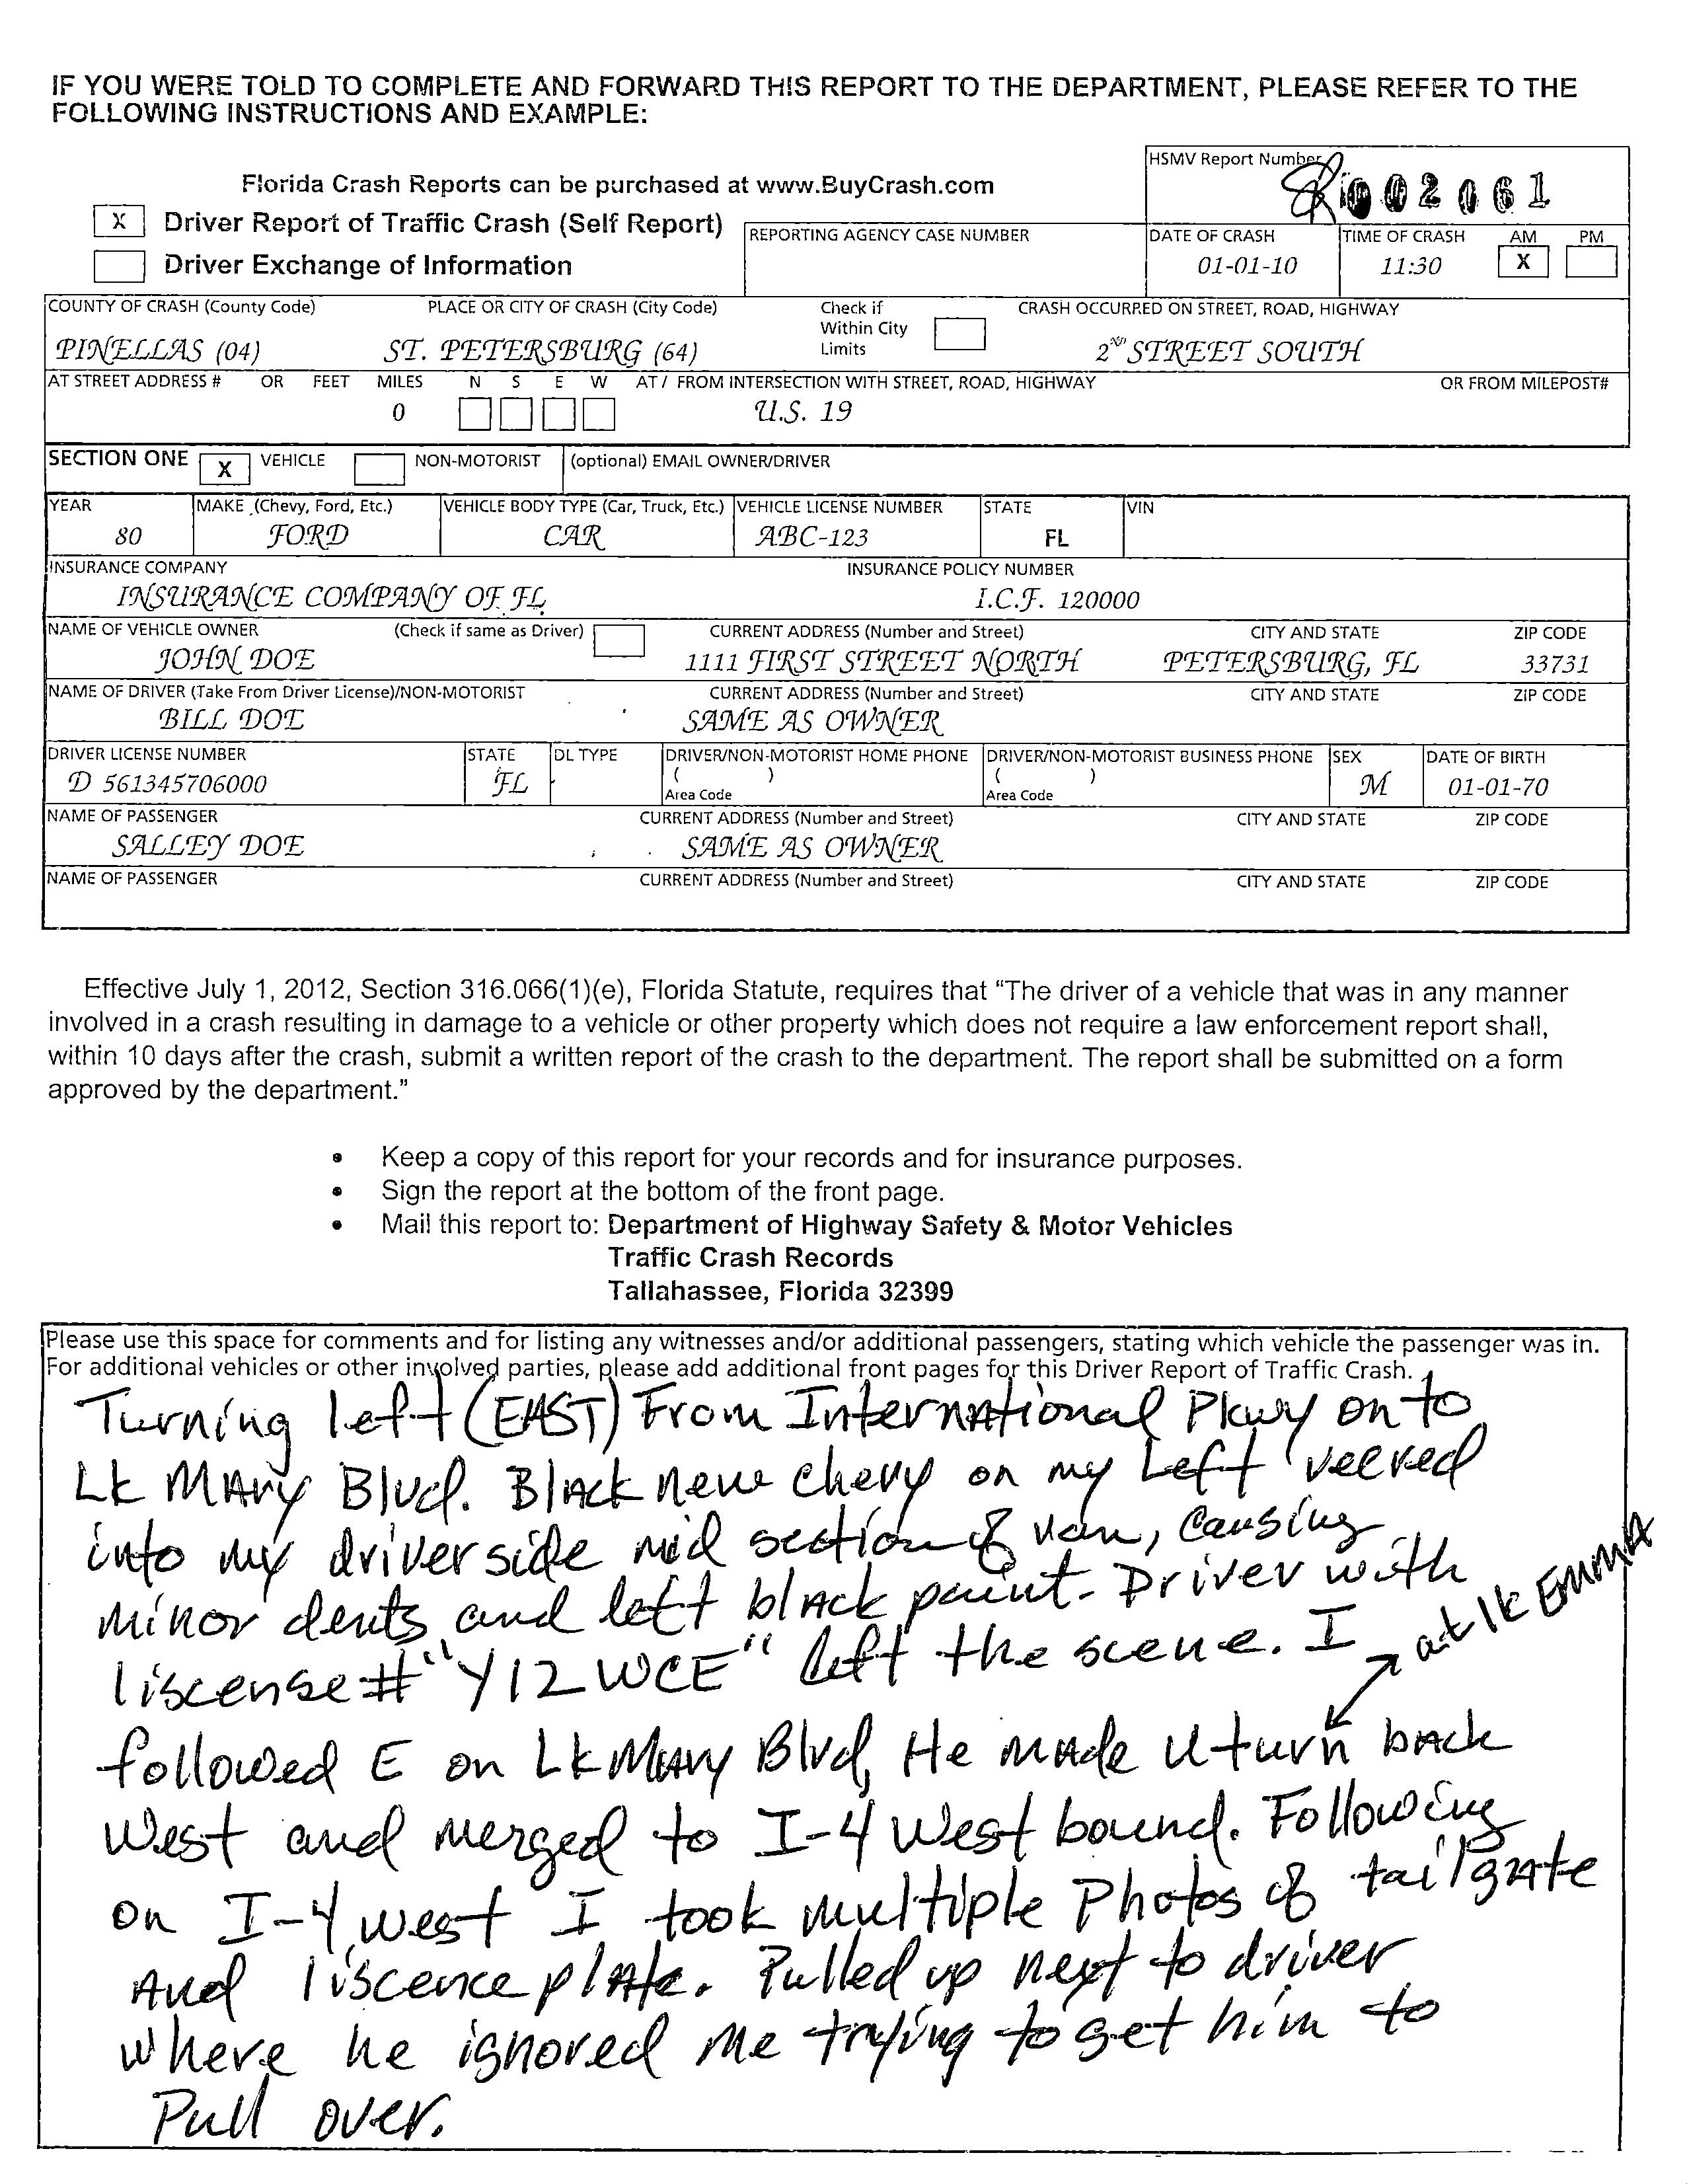 IF YOU WERE TOLD TO COMPLETE AND FORWARD THIS REPORT TO THE DEPARTMENT, PLEASE REFER TO THE
FOLLOWING INSTRUCTIONS AND EXAMPLE:
HSMV Report Number
002061
Florida Crash Reports can be purchased at www.BuyCrash.com
X Driver Report of Traffic Crash (Self Report)
Driver Exchange of Information
REPORTING AGENCY CASE NUMBER
DATE OF CRASH TIME OF CRASH AM PM
01-01-10 11:30 X
COUNTY OF CRASH (County Code) PLACE OR CITY OF CRASH (City Code) Check if Within City Limits CRASH OCCURRED ON STREET, ROAD, HIGHWAY
PINELLAS (04) ST. PETERSBURG (64) 2ND STREET SOUTH
AT STREET ADDRESS # OR FEET MILES N S E W AT / FROM INTERSECTION WITH STREET, ROAD, HIGHWAY OR FROM MILEPOST#
0 U.S. 19
SECTION ONE X VEHICLE NON-MOTORIST (optional) EMAIL OWNER/DRIVER
YEAR MAKE (Chevy, Ford, Etc.) VEHICLE BODY TYPE (Car, Truck, Etc.) VEHICLE LICENSE NUMBER STATE VIN
80 FORD CAR ABC-123 FL
INSURANCE COMPANY INSURANCE POLICY NUMBER
INSURANCE COMPANY OF FL I.C.F. 120000
NAME OF VEHICLE OWNER (Check if same as Driver) CURRENT ADDRESS (Number and Street) CITY AND STATE ZIP CODE
JOHN DOE 1111 FIRST STREET NORTH PETERSBURG, FL 33731
NAME OF DRIVER (Take From Driver License)/NON-MOTORIST CURRENT ADDRESS (Number and Street) CITY AND STATE ZIP CODE
BILL DOE SAME AS OWNER
DRIVER LICENSE NUMBER STATE DL TYPE DRIVER/NON-MOTORIST HOME PHONE DRIVER/NON-MOTORIST BUSINESS PHONE SEX DATE OF BIRTH
D 561345706000 FL ( ) ( ) M 01-01-70
Area Code Area Code
NAME OF PASSENGER CURRENT ADDRESS (Number and Street) CITY AND STATE ZIP CODE
SALLEY DOE SAME AS OWNER
NAME OF PASSENGER CURRENT ADDRESS (Number and Street) CITY AND STATE ZIP CODE
Effective July 1, 2012, Section 316.066(1)(e), Florida Statute, requires that “The driver of a vehicle that was in any manner
involved in a crash resulting in damage to a vehicle or other property which does not require a law enforcement report shall,
within 10 days after the crash, submit a written report of the crash to the department. The report shall be submitted on a form
approved by the department.”
• Keep a copy of this report for your records and for insurance purposes.
• Sign the report at the bottom of the front page.
• Mail this report to: Department of Highway Safety & Motor Vehicles
Traffic Crash Records
Tallahassee, Florida 32399
Please use this space for comments and for listing any witnesses and/or additional passengers, stating which vehicle the passenger was in.
For additional vehicles or other involved parties, please add additional front pages for this Driver Report of Traffic Crash.
Turning left (EAST) From International Pkwy onto
Lk Mary Blvd. Black new Chevy on my Left veered
into my driver side mid section of van, causing
minor dents and left black paint. Driver with
liscense # "Y12WCE" left the scene. I
at lk EMMA
followed E on Lk Mary Blvd, He made U turn back
West and merged to I-4 West bound. Following
on I-4 west I took multiple Photos of tailgate
And liscence plate. Pulled up next to driver
where he ignored me trying to get him to
Pull over.